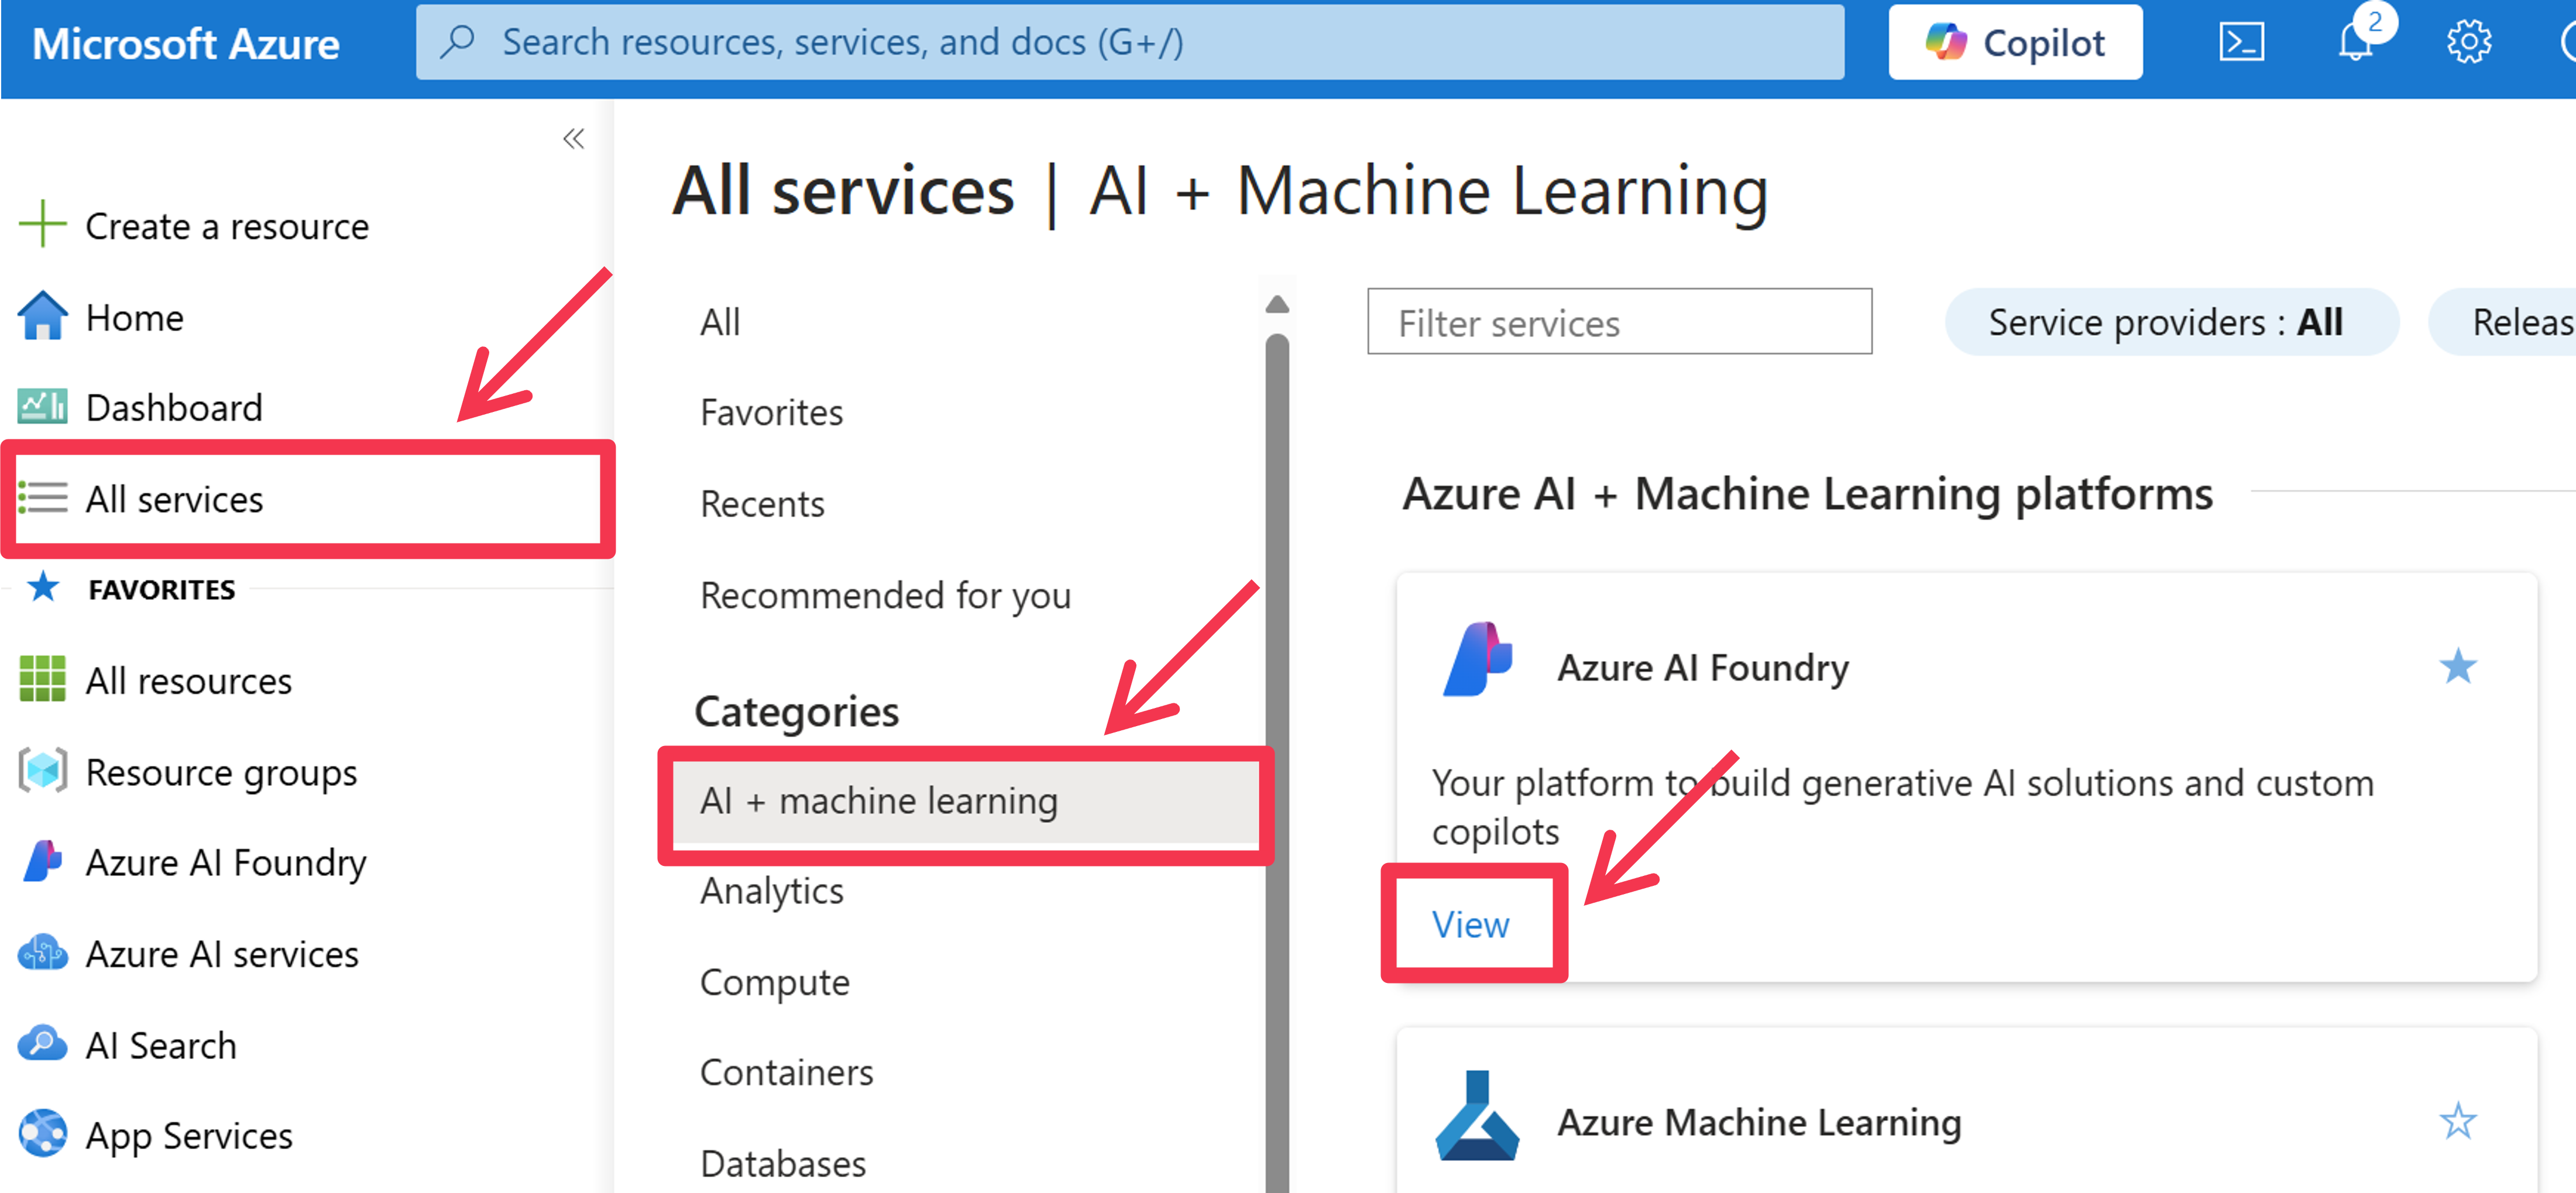 Microsoft Azure
Search resources, services, and docs (G+/)
Copilot
2
Create a resource
Home
Dashboard
All services
FAVORITES
All resources
Resource groups
Azure AI Foundry
Azure AI services
AI Search
App Services
All services | AI + Machine Learning
All
Favorites
Recents
Recommended for you
Categories
AI + machine learning
Analytics
Compute
Containers
Databases
Filter services
Service providers : All
Releas
Azure AI + Machine Learning platforms
Azure AI Foundry
Your platform to build generative AI solutions and custom
copilots
View
Azure Machine Learning